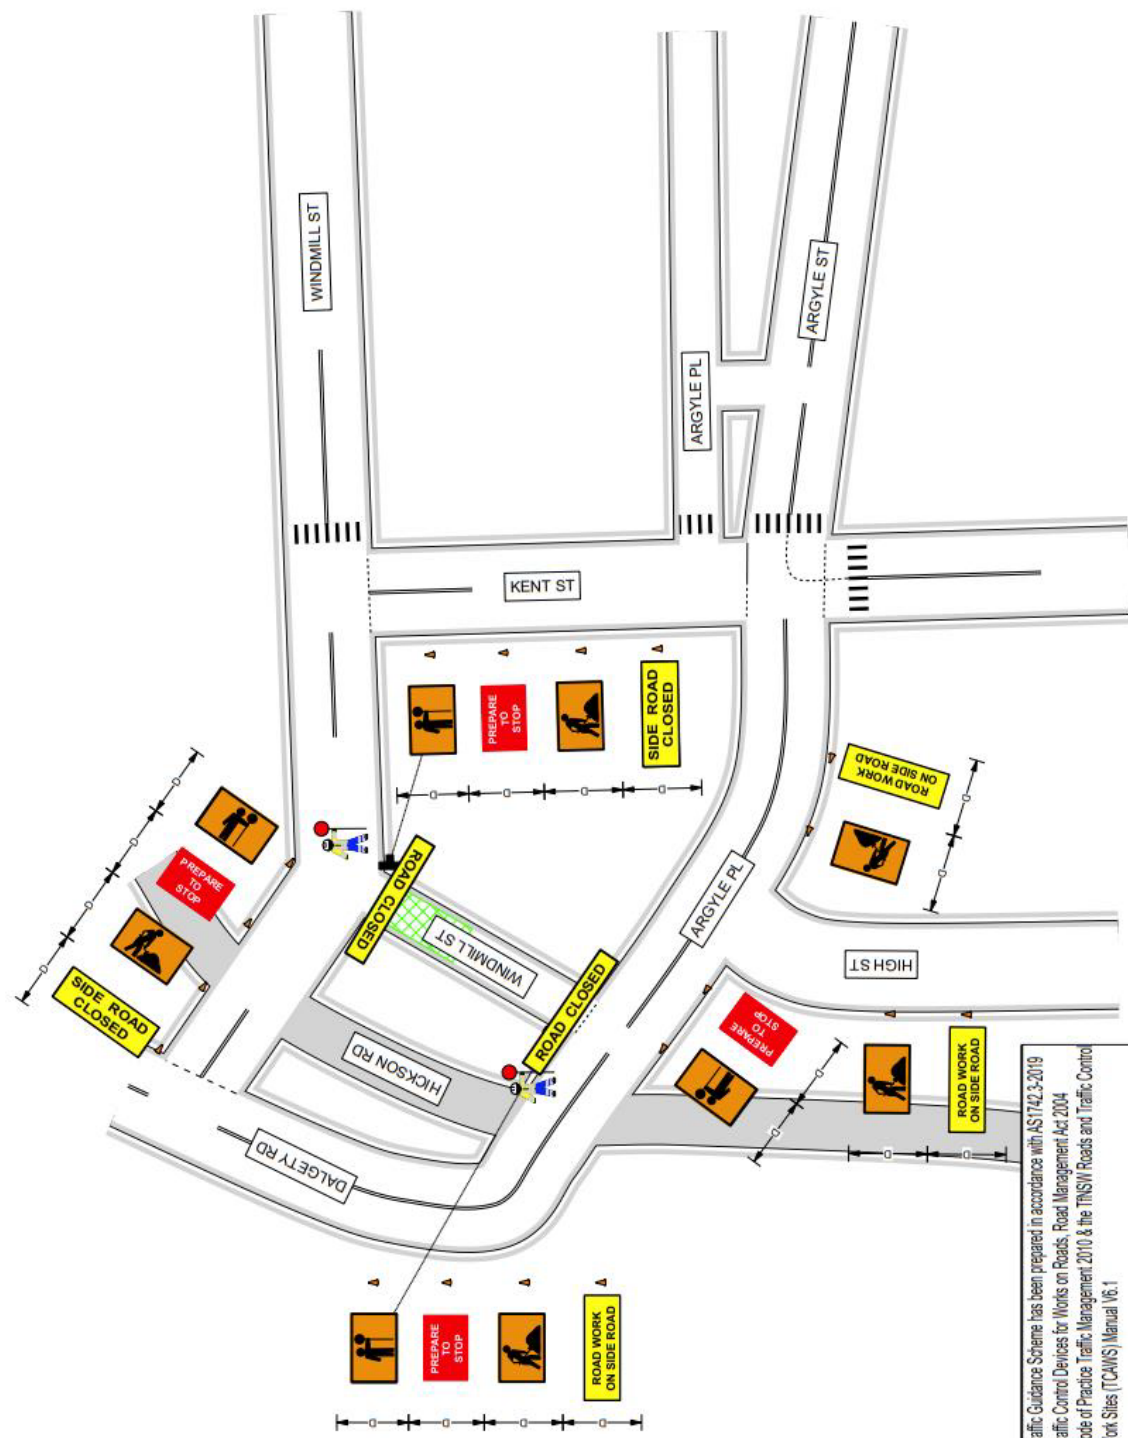 WINDMILL ST
ARGYLE ST
ARGYLE PL
KENT ST
PREPARE
TO
STOP
SIDE ROAD
CLOSED
ROADWORK
ON SIDE ROAD
D
D
D
D
D
D
D
D
D
D
PREPARE
TO
STOP
SIDE ROAD
CLOSED
ROAD CLOSED
WINDMILL ST
ARGYLE PL
HIGH ST
ROAD CLOSED
HICKSON RD
DALGETY RD
PREPARE
TO
STOP
ROAD WORK
ON SIDE ROAD
D
D
D
D
PREPARE
TO
STOP
ROAD WORK
ON SIDE ROAD
D
D
D
D
affic Guidance Scheme has been prepared in accordance with AS1742.3-2019
affic Control Devices for Works on Roads, Road Management Act 2004
ode of Practice Traffic Management 2010 & the TfNSW Roads and Traffic Control
ork Sites (TCAWS) Manual V6.1